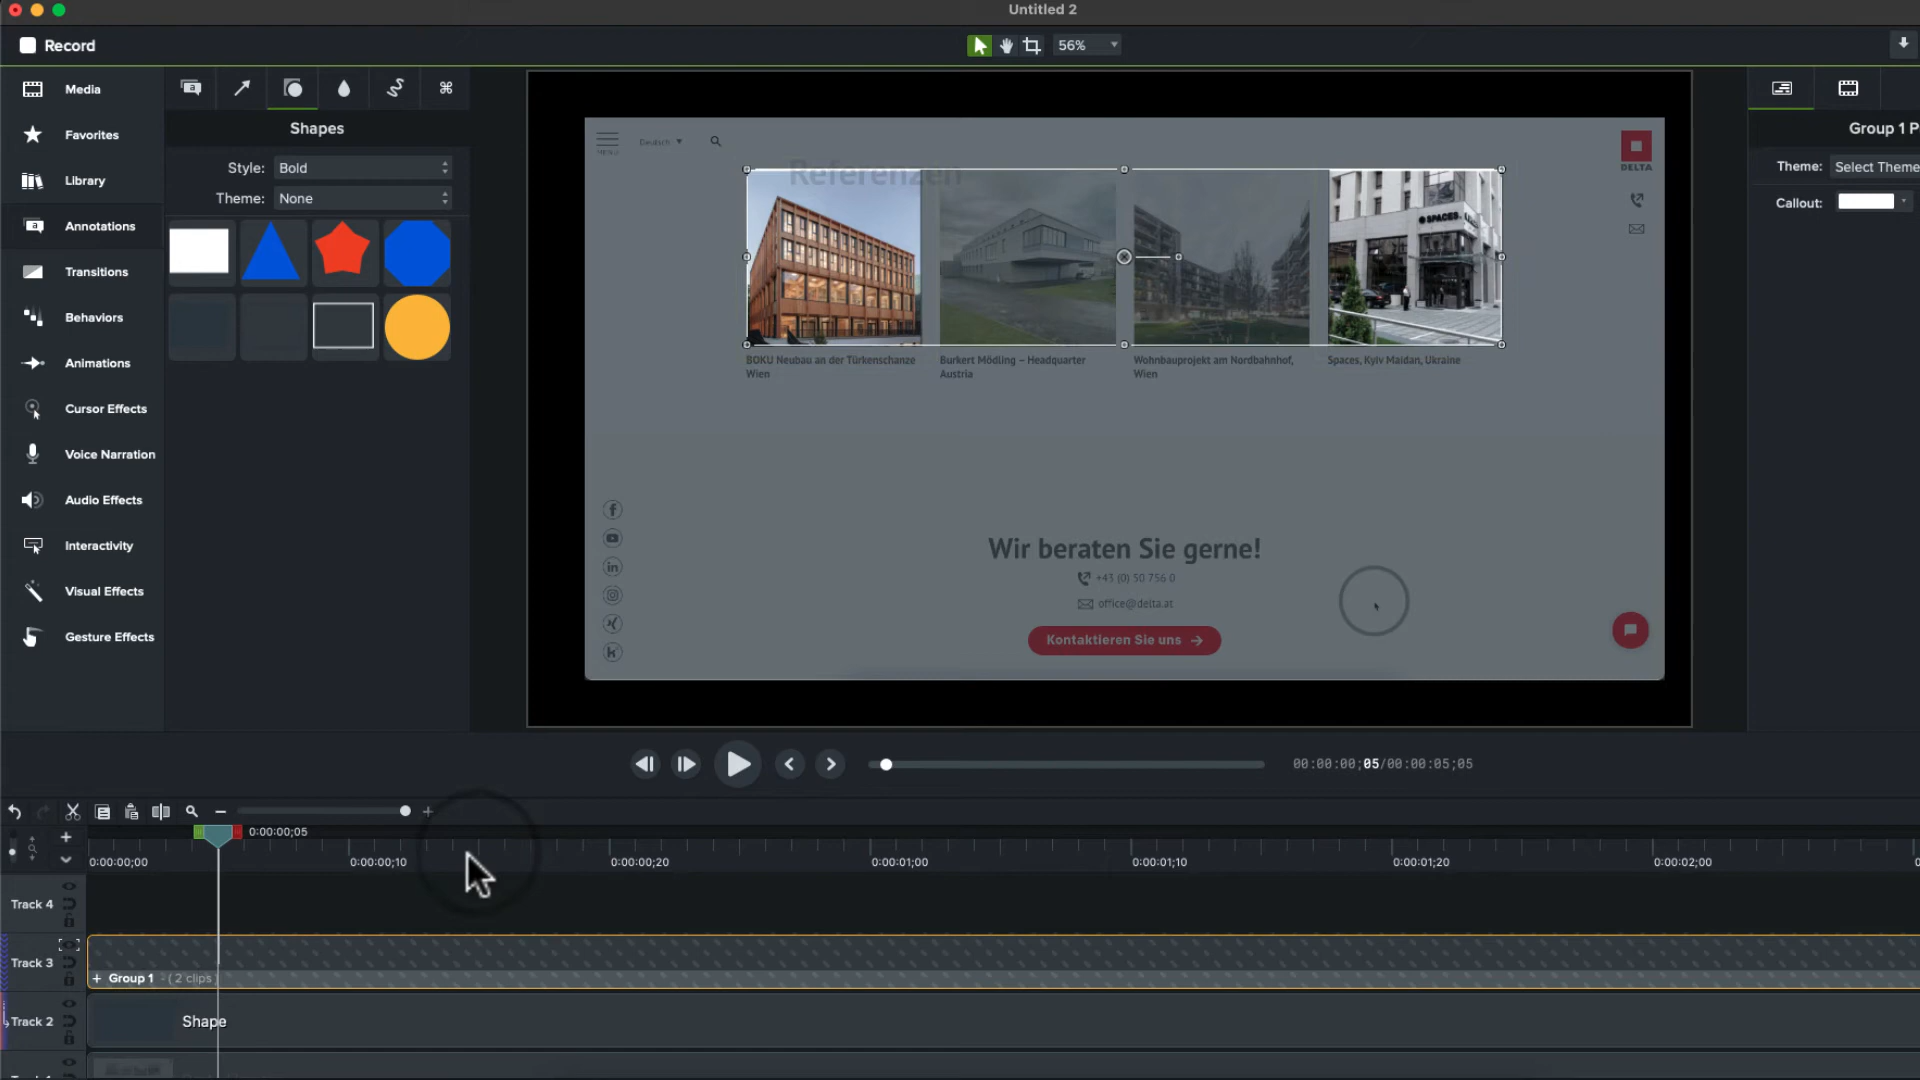 Untitled 2
Record
56%
Media
Favorites
Library
Annotations
Transitions
Behaviors
Animations
Cursor Effects
Voice Narration
Audio Effects
Interactivity
Visual Effects
Gesture Effects
a
Shapes
Style: Bold
Theme: None
MENU
Deutsch
DELTA
Referenzen
SPACES
BOKU Neubau an der Türkenschanze
Wien
Burkert Mödling – Headquarter
Austria
Wohnbauprojekt am Nordbahnhof,
Wien
Spaces, Kyiv Maidan, Ukraine
Wir beraten Sie gerne!
+43 (0) 50 756 0
office@delta.at
Kontaktieren Sie uns →
Group 1 P
Theme: Select Theme
Callout:
00:00:00;05/00:00:05;05
0:00:00;05
0:00:00;00
0:00:00;10
0:00:00;20
0:00:01;00
0:00:01;10
0:00:01;20
0:00:02;00
Track 4
Track 3
+ Group 1 (2 clips)
Track 2
Shape